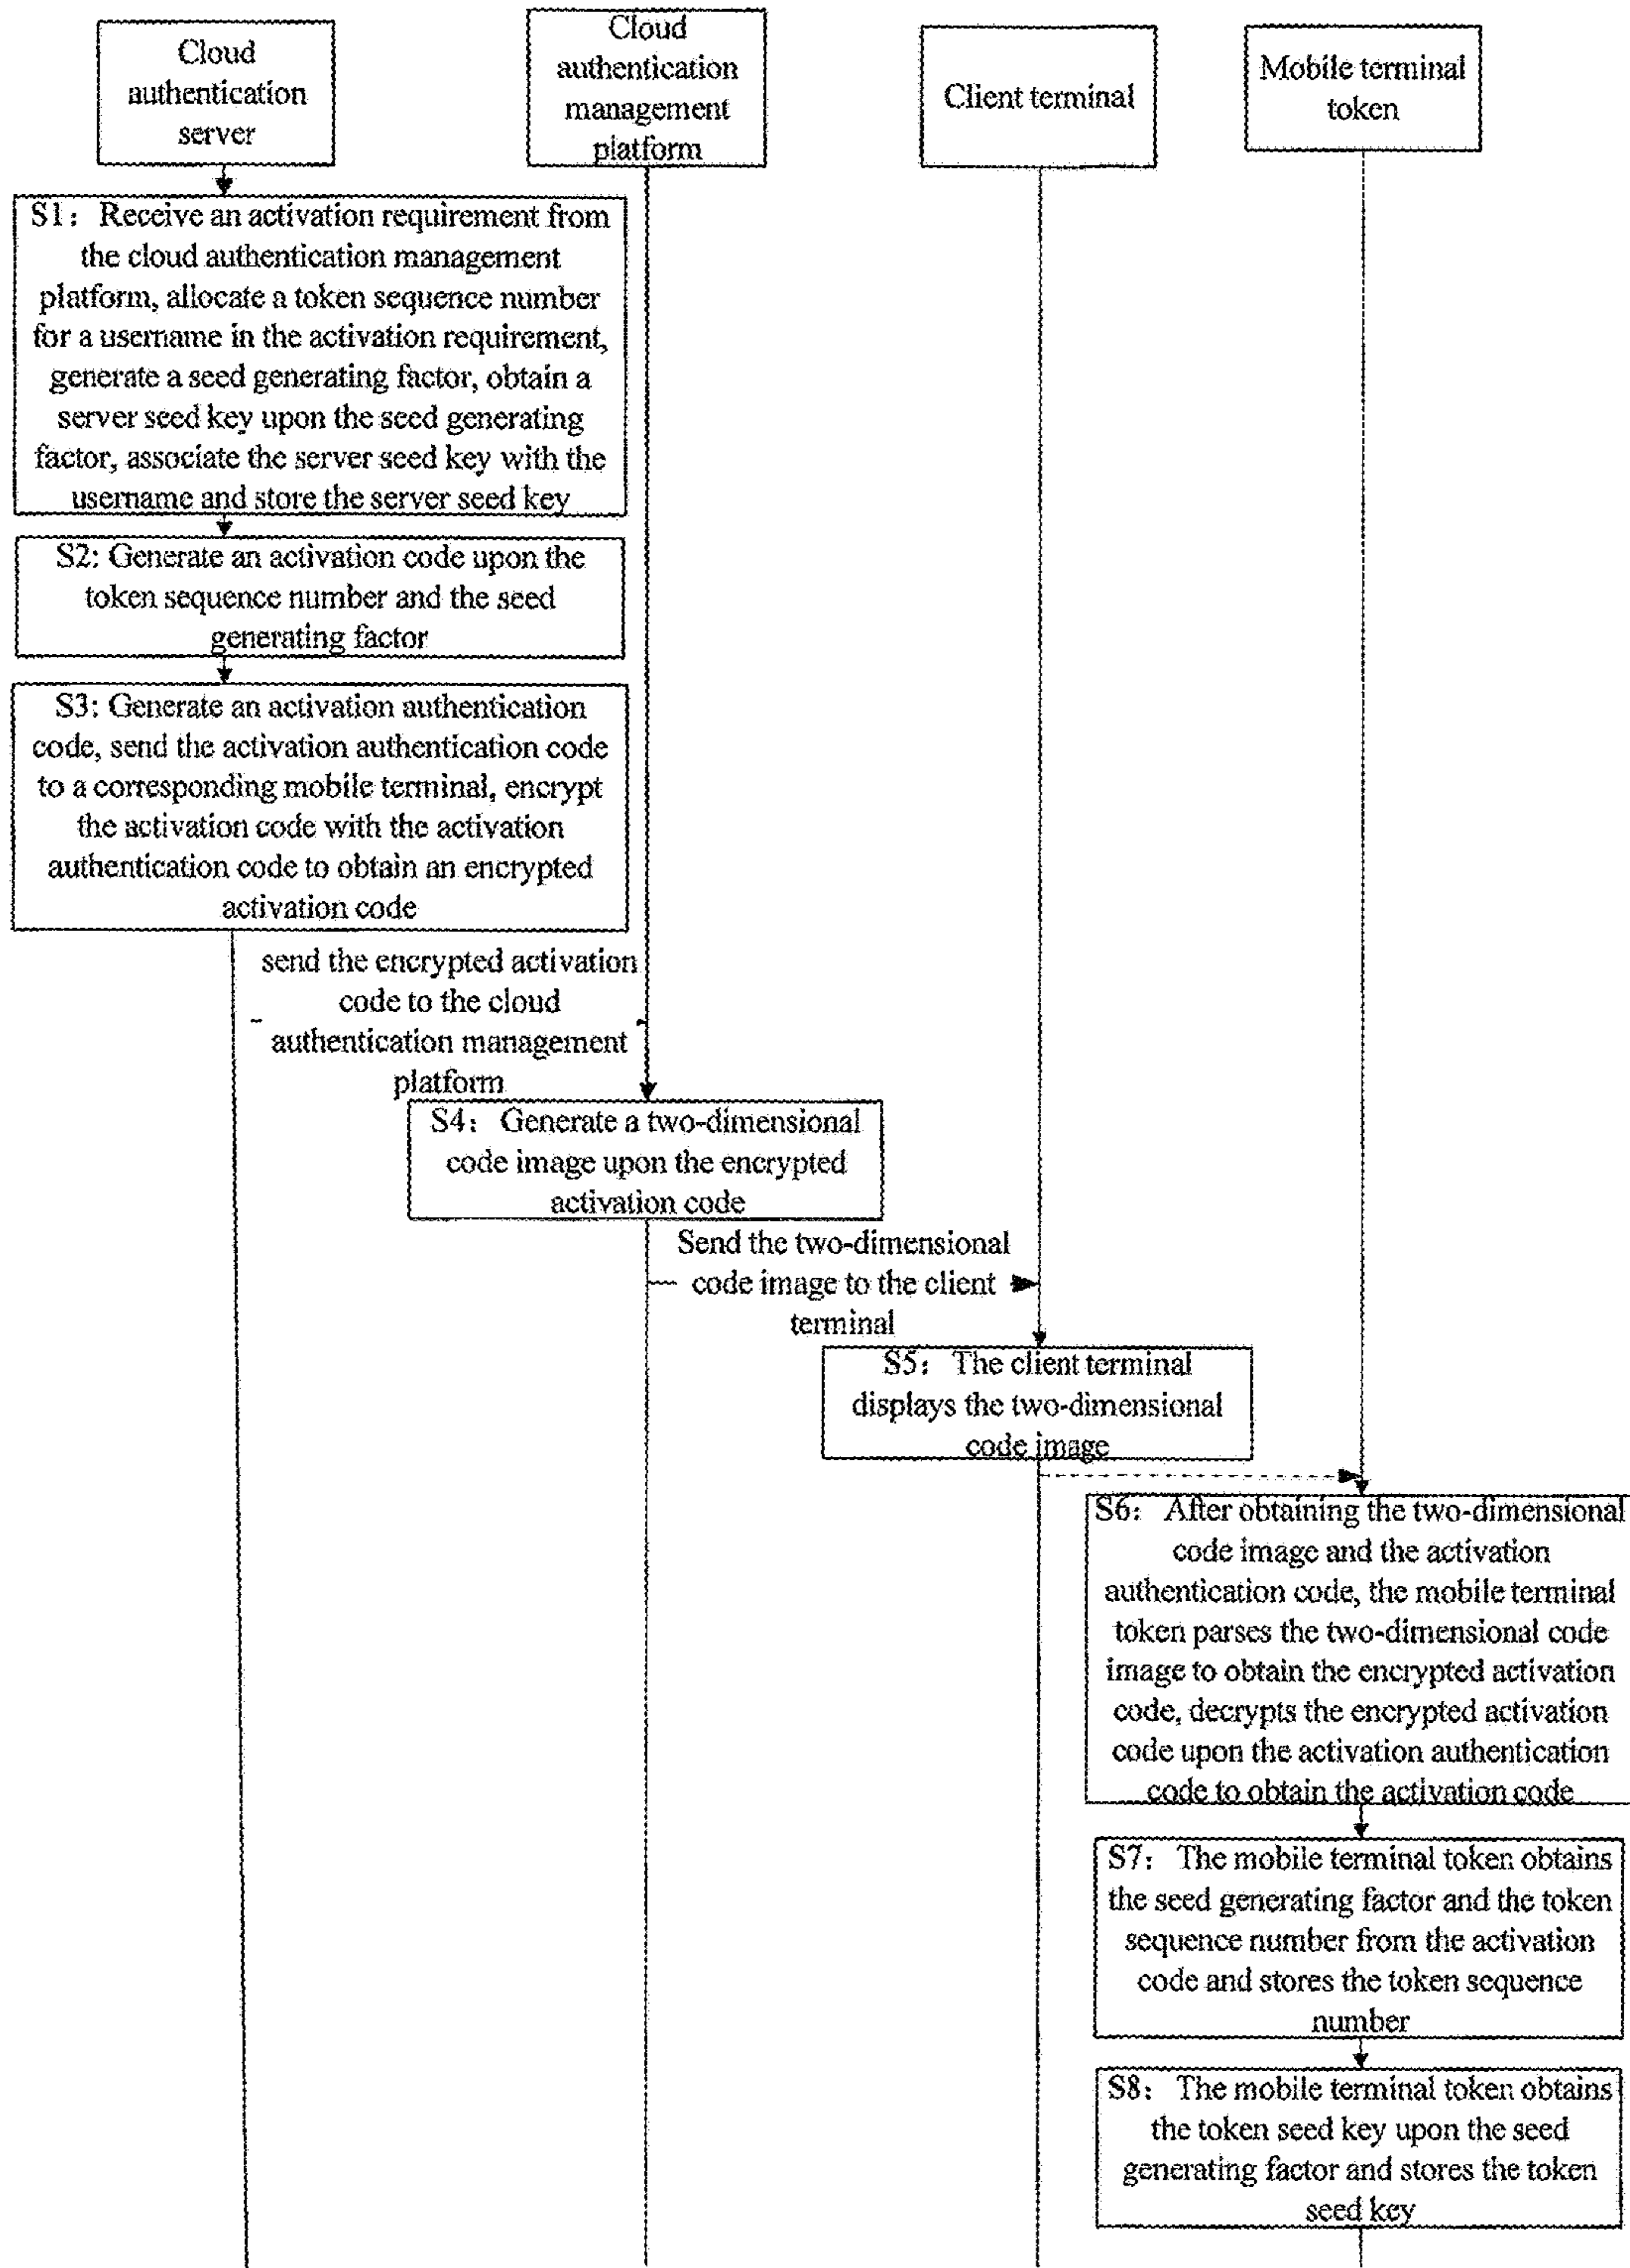 Cloud
authentication
server
Cloud
authentication
management
platform
Client terminal
Mobile terminal
token
S1: Receive an activation requirement from
the cloud authentication management
platform, allocate a token sequence number
for a username in the activation requirement,
generate a seed generating factor, obtain a
server seed key upon the seed generating
factor, associate the server seed key with the
username and store the server seed key
S2: Generate an activation code upon the
token sequence number and the seed
generating factor
S3: Generate an activation authentication
code, send the activation authentication code
to a corresponding mobile terminal, encrypt
the activation code with the activation
authentication code to obtain an encrypted
activation code
send the encrypted activation
code to the cloud
authentication management
platform
S4: Generate a two-dimensional
code image upon the encrypted
activation code
Send the two-dimensional
code image to the client
terminal
S5: The client terminal
displays the two-dimensional
code image
S6: After obtaining the two-dimensional
code image and the activation
authentication code, the mobile terminal
token parses the two-dimensional code
image to obtain the encrypted activation
code, decrypts the encrypted activation
code upon the activation authentication
code to obtain the activation code
S7: The mobile terminal token obtains
the seed generating factor and the token
sequence number from the activation
code and stores the token sequence
number
S8: The mobile terminal token obtains
the token seed key upon the seed
generating factor and stores the token
seed key